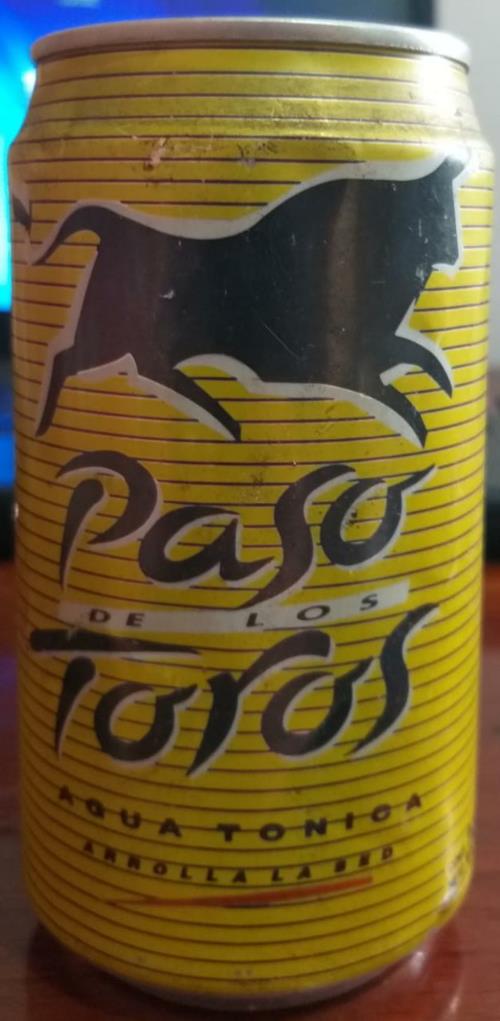 Paso
DE LOS
Toros
AGUA TONICA
ARROLLA LA SED